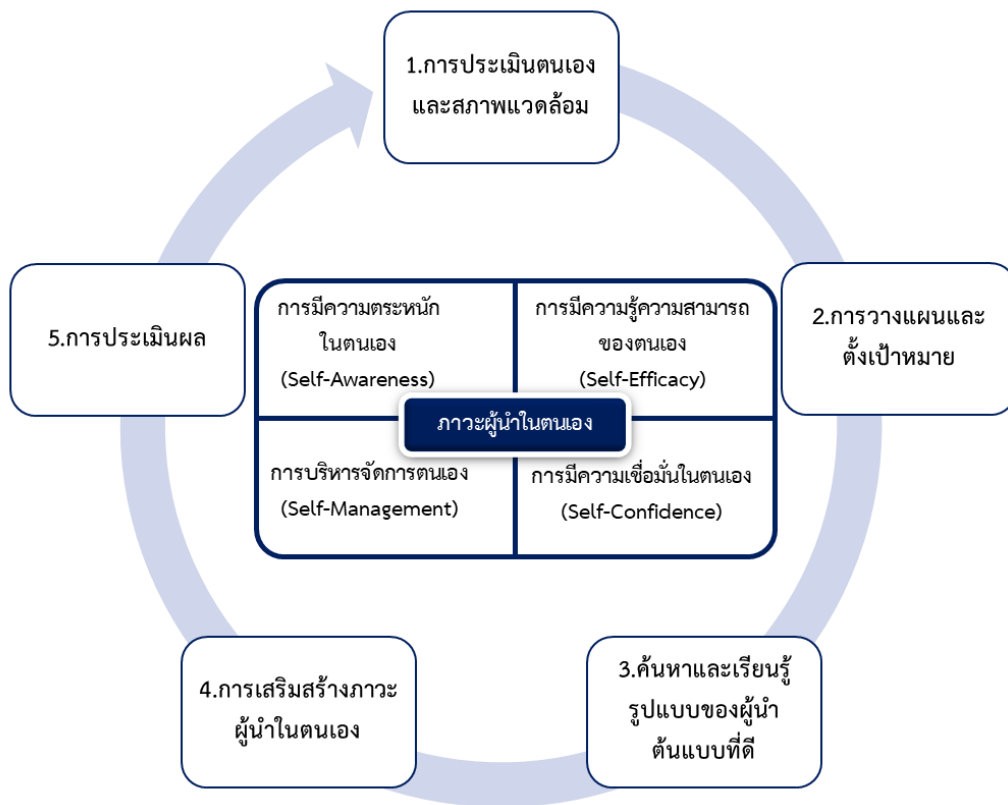 1.การประเมินตนเอง
และสภาพแวดล้อม
2.การวางแผนและ
ตั้งเป้าหมาย
3.ค้นหาและเรียนรู้
รูปแบบของผู้นำ
ต้นแบบที่ดี
4.การเสริมสร้างภาวะ
ผู้นำในตนเอง
5.การประเมินผล
การมีความตระหนัก
ในตนเอง
(Self-Awareness)
การมีความรู้ความสามารถ
ของตนเอง
(Self-Efficacy)
ภาวะผู้นำในตนเอง
การบริหารจัดการตนเอง
(Self-Management)
การมีความเชื่อมั่นในตนเอง
(Self-Confidence)